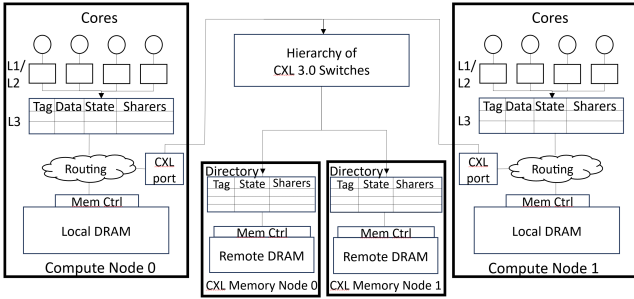 Cores
L1/
L2
Tag Data State Sharers
L3
Routing
CXL
port
Mem Ctrl
Local DRAM
Compute Node 0
Hierarchy of
CXL 3.0 Switches
Directory
Tag State Sharers
Mem Ctrl
Remote DRAM
CXL Memory Node 0
Directory
Tag State Sharers
Mem Ctrl
Remote DRAM
CXL Memory Node 1
Cores
L1/
L2
Tag Data State Sharers
L3
CXL
port
Routing
Mem Ctrl
Local DRAM
Compute Node 1